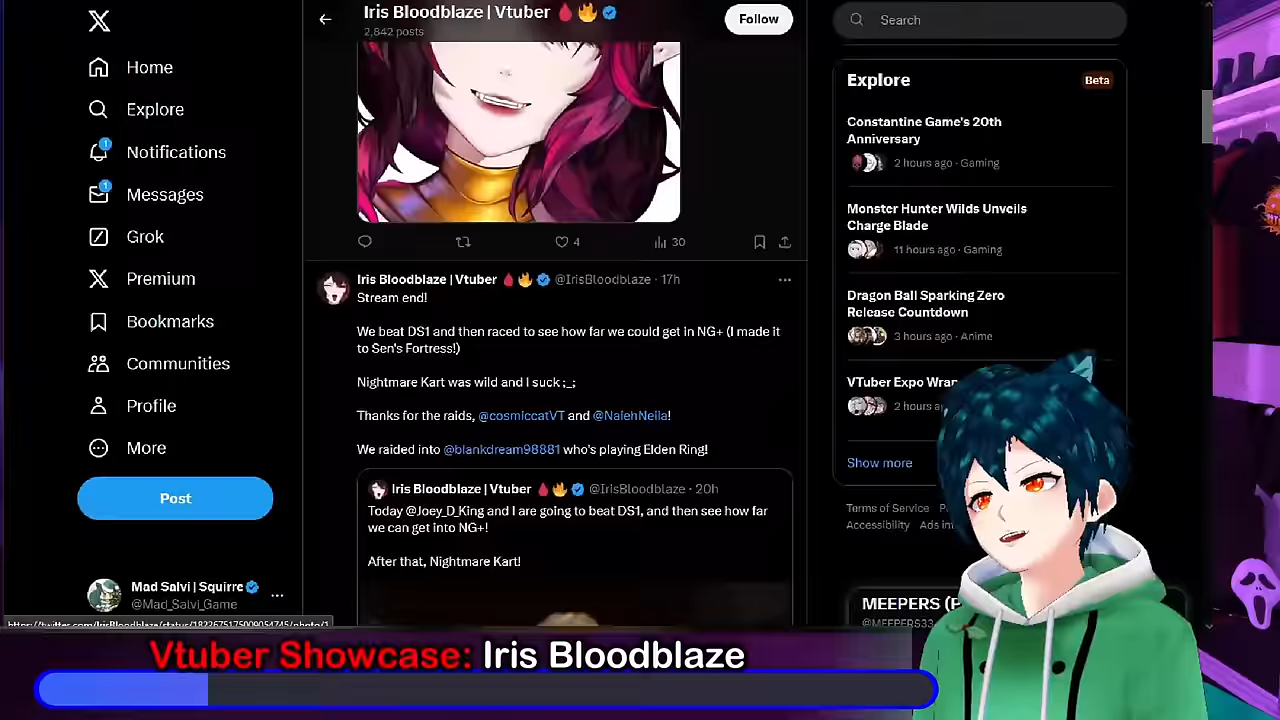 Home
Explore
Notifications
Messages
Grok
Premium
Bookmarks
Communities
Profile
More
Post
Mad Salvi | Squirre
@Mad_Salvi_Game
Iris Bloodblaze | Vtuber
2,642 posts
Follow
4
30
Iris Bloodblaze | Vtuber @IrisBloodblaze · 17h
Stream end!
We beat DS1 and then raced to see how far we could get in NG+ (I made it
to Sen's Fortress!)
Nightmare Kart was wild and I suck ;_;
Thanks for the raids, @cosmiccatVT and @NalehNeila!
We raided into @blankdream98881 who's playing Elden Ring!
Iris Bloodblaze | Vtuber @IrisBloodblaze · 20h
Today @Joey_D_King and I are going to beat DS1, and then see how far
we can get into NG+!
After that, Nightmare Kart!
Search
Explore
Beta
Constantine Game's 20th
Anniversary
2 hours ago · Gaming
Monster Hunter Wilds Unveils
Charge Blade
11 hours ago · Gaming
Dragon Ball Sparking Zero
Release Countdown
3 hours ago · Anime
VTuber Expo Wra
2 hours a
Show more
Terms of Service
Accessibility Ads in
MEEPERS (P
@MEEPERS33
Vtuber Showcase: Iris Bloodblaze